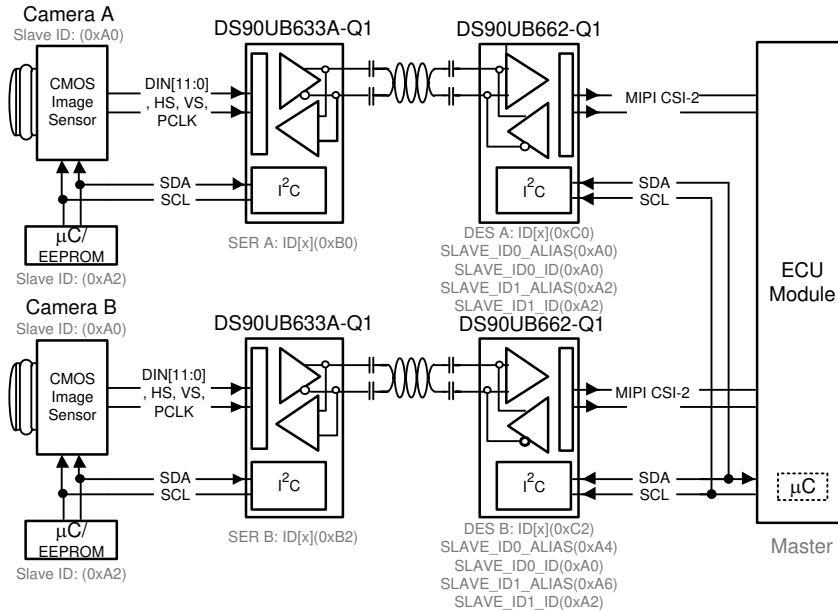 Camera A
Slave ID: (0xA0)
DS90UB633A-Q1
DS90UB662-Q1
CMOS
Image
Sensor
DIN[11:0]
, HS, VS,
PCLK
MIPI CSI-2
SDA
SCL
I²C
I²C
SDA
SCL
µC/
EEPROM
Slave ID: (0xA2)
SER A: ID[x](0xB0)
DES A: ID[x](0xC0)
SLAVE_ID0_ALIAS(0xA0)
SLAVE_ID0_ID(0xA0)
SLAVE_ID1_ALIAS(0xA2)
SLAVE_ID1_ID(0xA2)
ECU
Module
Camera B
Slave ID: (0xA0)
DS90UB633A-Q1
DS90UB662-Q1
CMOS
Image
Sensor
DIN[11:0]
, HS, VS,
PCLK
MIPI CSI-2
SDA
SCL
I²C
I²C
SDA
SCL
µC
µC/
EEPROM
Slave ID: (0xA2)
SER B: ID[x](0xB2)
DES B: ID[x](0xC2)
SLAVE_ID0_ALIAS(0xA4)
SLAVE_ID0_ID(0xA0)
SLAVE_ID1_ALIAS(0xA6)
SLAVE_ID1_ID(0xA2)
Master